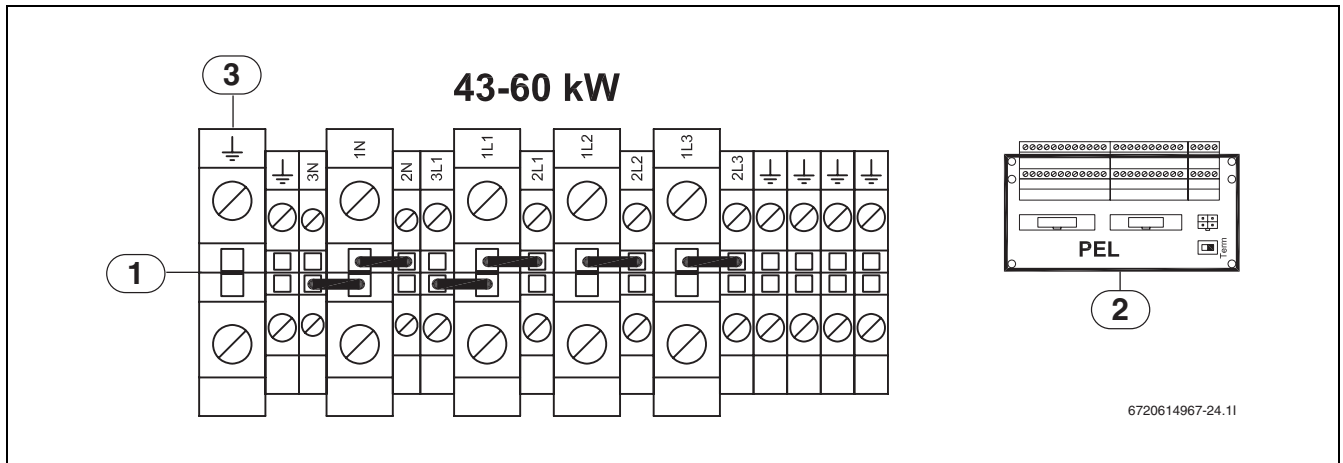 3
43-60 kW
3N
1N
2N
3L1
1L1
2L1
1L2
2L2
1L3
2L3
1
PEL
Term
2
6720614967-24.1I